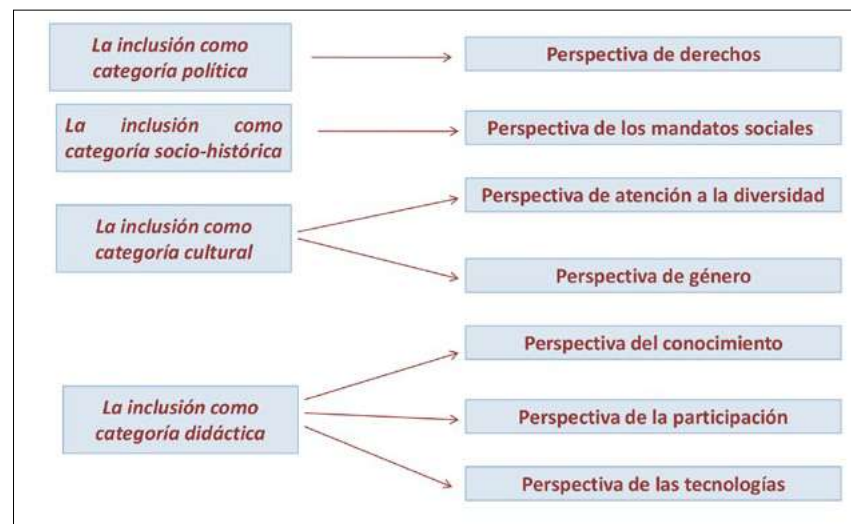 La inclusión como
categoría política
Perspectiva de derechos
La inclusión como
categoría socio-histórica
Perspectiva de los mandatos sociales
La inclusión como
categoría cultural
Perspectiva de atención a la diversidad
Perspectiva de género
La inclusión como
categoría didáctica
Perspectiva del conocimiento
Perspectiva de la participación
Perspectiva de las tecnologías